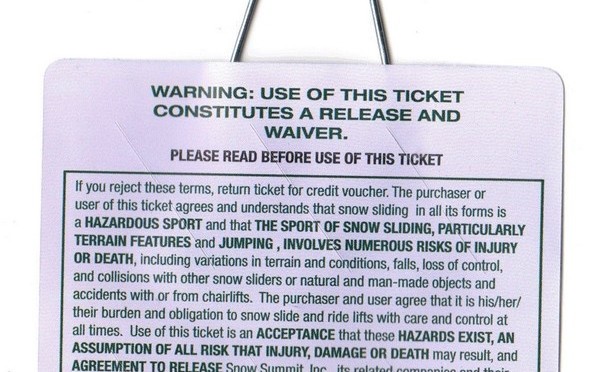 WARNING: USE OF THIS TICKET
CONSTITUTES A RELEASE AND
WAIVER.
PLEASE READ BEFORE USE OF THIS TICKET
If you reject these terms, return ticket for credit voucher. The purchaser or
user of this ticket agrees and understands that snow sliding in all its forms is
a HAZARDOUS SPORT and that THE SPORT OF SNOW SLIDING, PARTICULARLY
TERRAIN FEATURES and JUMPING , INVOLVES NUMEROUS RISKS OF INJURY
OR DEATH, including variations in terrain and conditions, falls, loss of control,
and collisions with other snow sliders or natural and man-made objects and
accidents with or from chairlifts. The purchaser and user agree that it is his/her/
their burden and obligation to snow slide and ride lifts with care and control at
all times. Use of this ticket is an ACCEPTANCE that these HAZARDS EXIST, AN
ASSUMPTION OF ALL RISK THAT INJURY, DAMAGE OR DEATH may result, and
AGREEMENT TO RELEASE Snow Summit, Inc., its related companies and their